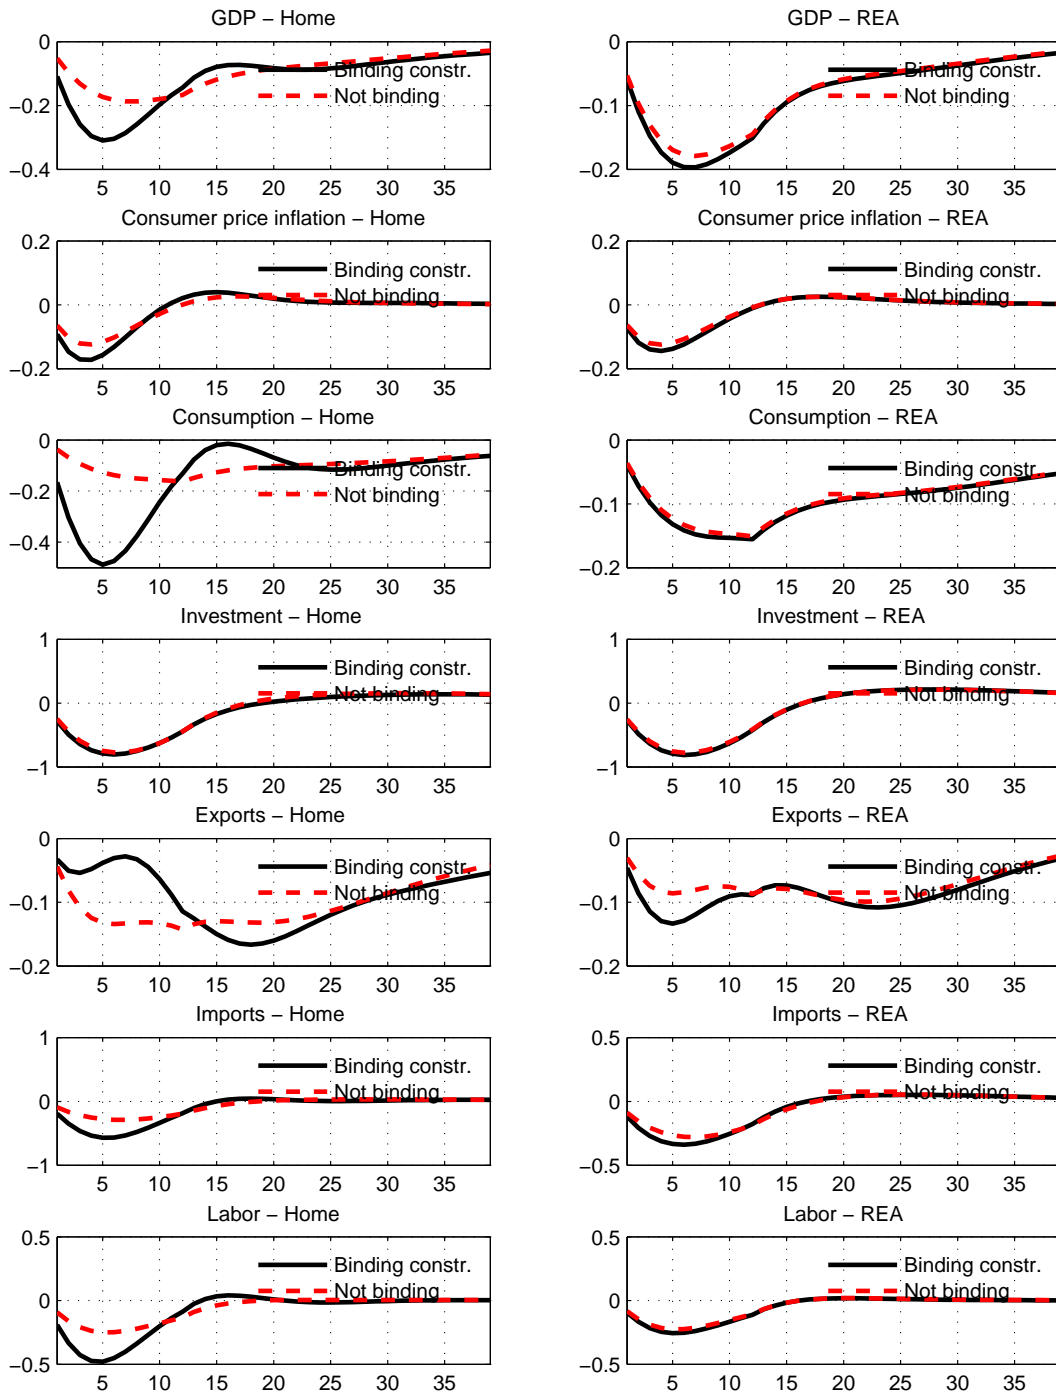 GDP − Home
0
−0.2
−0.4
Binding constr.
Not binding
5 10 15 20 25 30 35
GDP − REA
0
−0.1
−0.2
Binding constr.
Not binding
5 10 15 20 25 30 35
Consumer price inflation − Home
0.2
0
−0.2
Binding constr.
Not binding
5 10 15 20 25 30 35
Consumer price inflation − REA
0.2
0
−0.2
Binding constr.
Not binding
5 10 15 20 25 30 35
Consumption − Home
0
−0.2
−0.4
Binding constr.
Not binding
5 10 15 20 25 30 35
Consumption − REA
0
−0.1
−0.2
Binding constr.
Not binding
5 10 15 20 25 30 35
Investment − Home
1
0
−1
Binding constr.
Not binding
5 10 15 20 25 30 35
Investment − REA
1
0
−1
Binding constr.
Not binding
5 10 15 20 25 30 35
Exports − Home
0
−0.1
−0.2
Binding constr.
Not binding
5 10 15 20 25 30 35
Exports − REA
0
−0.1
−0.2
Binding constr.
Not binding
5 10 15 20 25 30 35
Imports − Home
1
0
−1
Binding constr.
Not binding
5 10 15 20 25 30 35
Imports − REA
0.5
0
−0.5
Binding constr.
Not binding
5 10 15 20 25 30 35
Labor − Home
0.5
0
−0.5
Binding constr.
Not binding
5 10 15 20 25 30 35
Labor − REA
0.5
0
−0.5
Binding constr.
Not binding
5 10 15 20 25 30 35